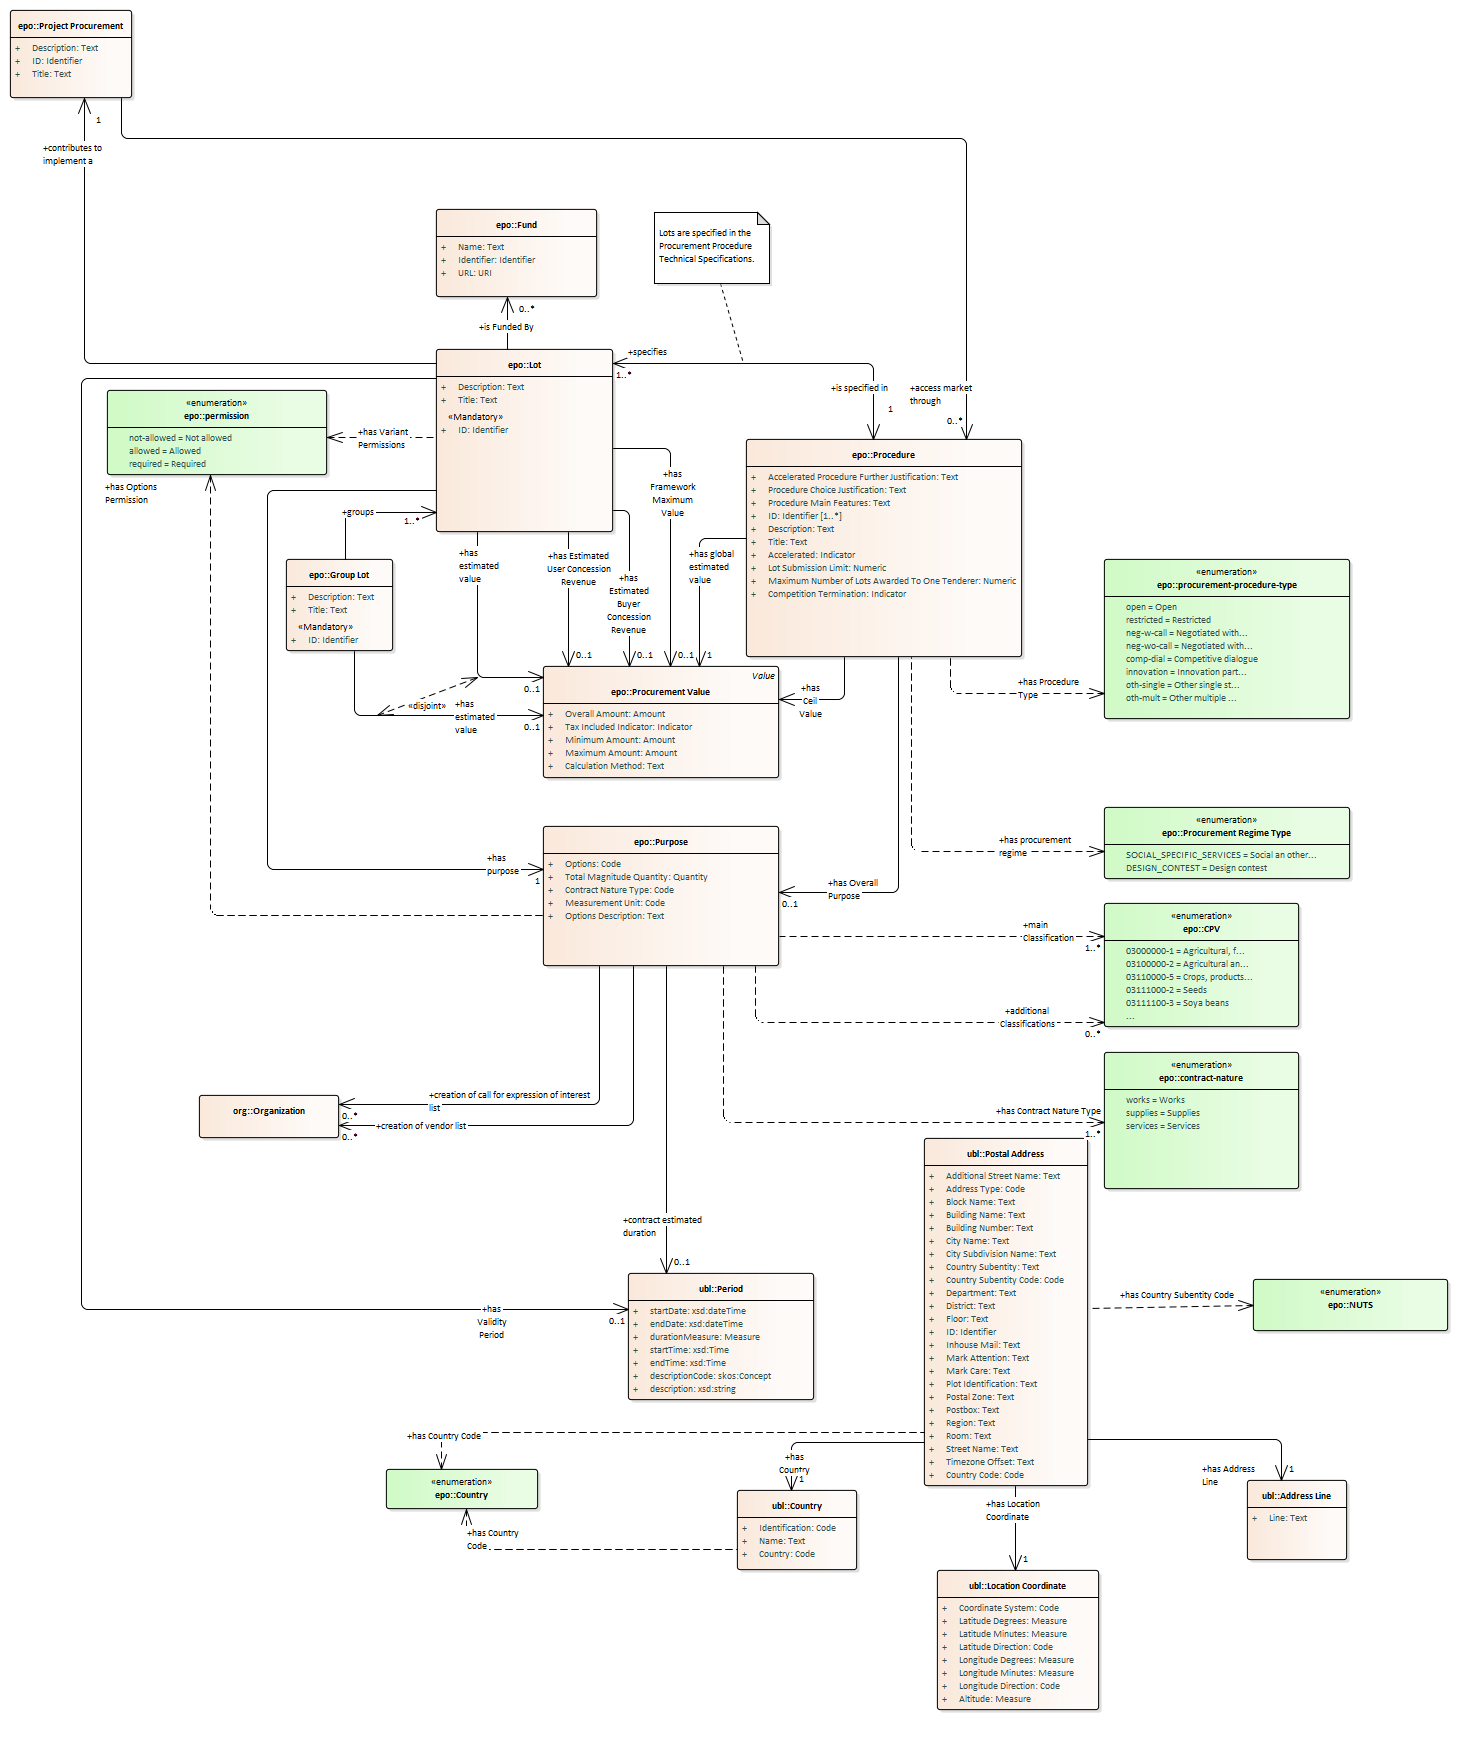 epo::Project Procurement
+ Description: Text
+ ID: Identifier
+ Title: Text
1
+contributes to
implement a
epo::Fund
+ Name: Text
+ Identifier: Identifier
+ URL: URI
0..*
+is Funded By
Lots are specified in the
Procurement Procedure
Technical Specifications.
epo::Lot
+ Description: Text
+ Title: Text
«Mandatory»
+ ID: Identifier
+specifies
1..*
+is specified in
1
+access market
through
0..*
«enumeration»
epo::permission
not-allowed = Not allowed
allowed = Allowed
required = Required
+has Variant
Permissions
+has Options
Permission
+groups
1..*
epo::Group Lot
+ Description: Text
+ Title: Text
«Mandatory»
+ ID: Identifier
+has
estimated
value
0..1
+has Estimated
User Concession
Revenue
0..1
+has
Estimated
Buyer
Concession
Revenue
0..1
+has
Framework
Maximum
Value
0..1
+has global
estimated
value
1
epo::Procedure
+ Accelerated Procedure Further Justification: Text
+ Procedure Choice Justification: Text
+ Procedure Main Features: Text
+ ID: Identifier [1..*]
+ Description: Text
+ Title: Text
+ Accelerated: Indicator
+ Lot Submission Limit: Numeric
+ Maximum Number of Lots Awarded To One Tenderer: Numeric
+ Competition Termination: Indicator
«enumeration»
epo::procurement-procedure-type
open = Open
restricted = Restricted
neg-w-call = Negotiated with...
neg-wo-call = Negotiated with...
comp-dial = Competitive dialogue
innovation = Innovation part...
oth-single = Other single st...
oth-mult = Other multiple ...
+has Procedure
Type
«disjoint»
+has
estimated
value
0..1
Value
epo::Procurement Value
+ Overall Amount: Amount
+ Tax Included Indicator: Indicator
+ Minimum Amount: Amount
+ Maximum Amount: Amount
+ Calculation Method: Text
+has
Ceil
Value
epo::Purpose
+ Options: Code
+ Total Magnitude Quantity: Quantity
+ Contract Nature Type: Code
+ Measurement Unit: Code
+ Options Description: Text
+has
purpose
1
+has Overall
Purpose
0..1
+has procurement
regime
«enumeration»
epo::Procurement Regime Type
SOCIAL_SPECIFIC_SERVICES = Social an other...
DESIGN_CONTEST = Design contest
+main
Classification
1..*
«enumeration»
epo::CPV
03000000-1 = Agricultural, f...
03100000-2 = Agricultural an...
03110000-5 = Crops, products...
03111000-2 = Seeds
03111100-3 = Soya beans
...
+additional
Classifications
0..*
«enumeration»
epo::contract-nature
works = Works
supplies = Supplies
services = Services
+has Contract Nature Type
1..*
org::Organization
+creation of call for expression of interest
list
0..*
+creation of vendor list
0..*
+contract estimated
duration
0..1
+has
Validity
Period
0..1
ubl::Period
+ startDate: xsd:dateTime
+ endDate: xsd:dateTime
+ durationMeasure: Measure
+ startTime: xsd:Time
+ endTime: xsd:Time
+ descriptionCode: skos:Concept
+ description: xsd:string
ubl::Postal Address
+ Additional Street Name: Text
+ Address Type: Code
+ Block Name: Text
+ Building Name: Text
+ Building Number: Text
+ City Name: Text
+ City Subdivision Name: Text
+ Country Subentity: Text
+ Country Subentity Code: Code
+ Department: Text
+ District: Text
+ Floor: Text
+ ID: Identifier
+ Inhouse Mail: Text
+ Mark Attention: Text
+ Mark Care: Text
+ Plot Identification: Text
+ Postal Zone: Text
+ Postbox: Text
+ Region: Text
+ Room: Text
+ Street Name: Text
+ Timezone Offset: Text
+ Country Code: Code
+has Country Subentity Code
«enumeration»
epo::NUTS
+has Country Code
«enumeration»
epo::Country
+has Country
Code
+has
Country
1
ubl::Country
+ Identification: Code
+ Name: Text
+ Country: Code
+has Location
Coordinate
1
+has Address
Line
1
ubl::Address Line
+ Line: Text
ubl::Location Coordinate
+ Coordinate System: Code
+ Latitude Degrees: Measure
+ Latitude Minutes: Measure
+ Latitude Direction: Code
+ Longitude Degrees: Measure
+ Longitude Minutes: Measure
+ Longitude Direction: Code
+ Altitude: Measure